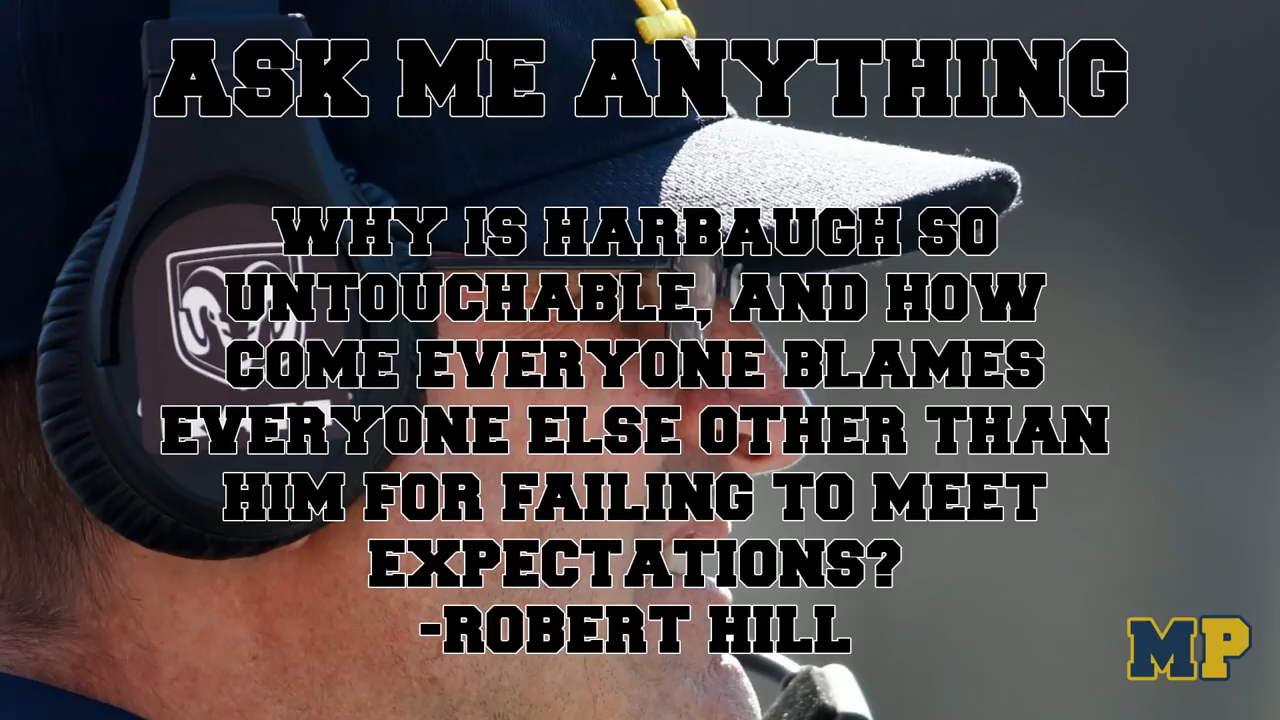 ASK ME ANYTHING
WHY IS HARBAUGH SO
UNTOUCHABLE, AND HOW
COME EVERYONE BLAMES
EVERYONE ELSE OTHER THAN
HIM FOR FAILING TO MEET
EXPECTATIONS?
-ROBERT HILL
MP